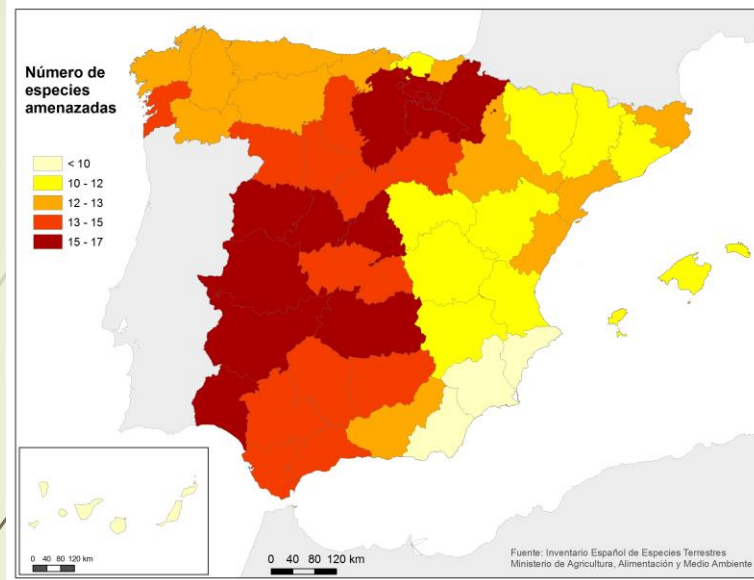 Número de
especies
amenazadas
< 10
10 - 12
12 - 13
13 - 15
15 - 17
0 40 80 120 km
0 40 80 120 km
Fuente: Inventario Español de Especies Terrestres
Ministerio de Agricultura, Alimentación y Medio Ambiente